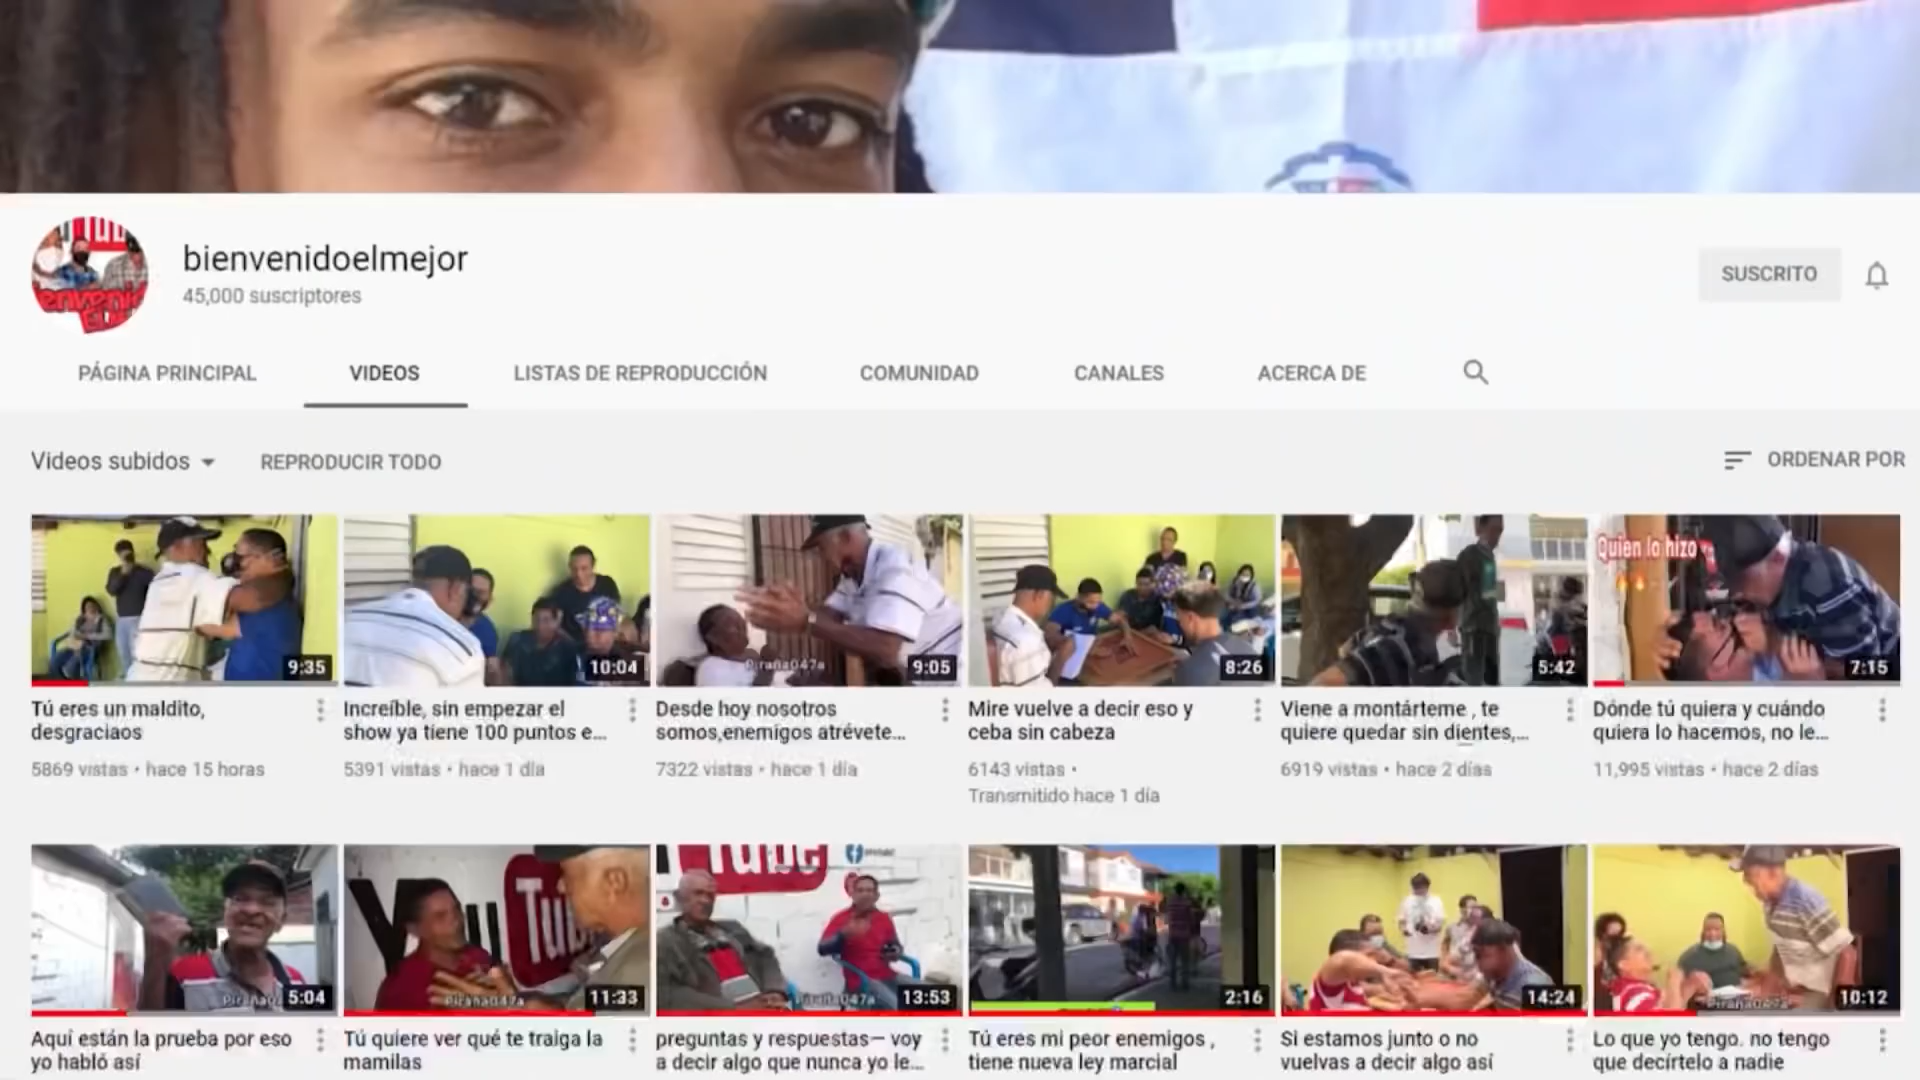 bienvenidoelmejor
45,000 suscriptores
SUSCRITO
PÁGINA PRINCIPAL
VIDEOS
LISTAS DE REPRODUCCIÓN
COMUNIDAD
CANALES
ACERCA DE
Videos subidos
REPRODUCIR TODO
ORDENAR POR
9:35
10:04
Piraña047a
9:05
8:26
5:42
Quien lo hizo
7:15
Tú eres un maldito,
desgraciaos
5869 vistas • hace 15 horas
Increíble, sin empezar el
show ya tiene 100 puntos e...
5391 vistas • hace 1 día
Desde hoy nosotros
somos,enemigos atrévete...
7322 vistas • hace 1 día
Mire vuelve a decir eso y
ceba sin cabeza
6143 vistas •
Transmitido hace 1 día
Viene a montárteme , te
quiere quedar sin dientes,...
6919 vistas • hace 2 días
Dónde tú quiera y cuándo
quiera lo hacemos, no le...
11,995 vistas • hace 2 días
5:04
You Tube
Piraña047a
11:33
Tube
Piraña047a
13:53
2:16
14:24
Piraña047a
10:12
Aquí están la prueba por eso
yo habló así
Tú quiere ver qué te traiga la
mamilas
preguntas y respuestas— voy
a decir algo que nunca yo le...
Tú eres mi peor enemigos ,
tiene nueva ley marcial
Si estamos junto o no
vuelvas a decir algo así
Lo que yo tengo. no tengo
que decírtelo a nadie